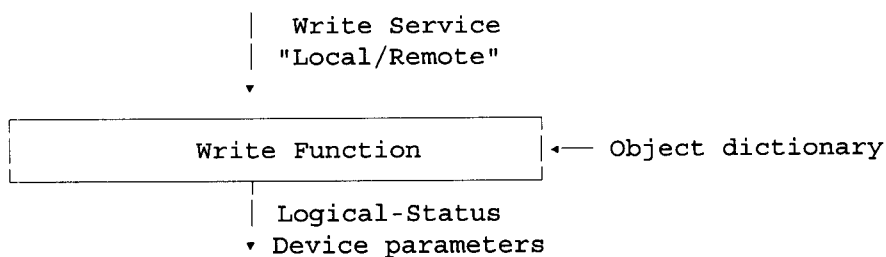 Write Service
"Local/Remote"
Write Function
Object dictionary
Logical-Status
Device parameters